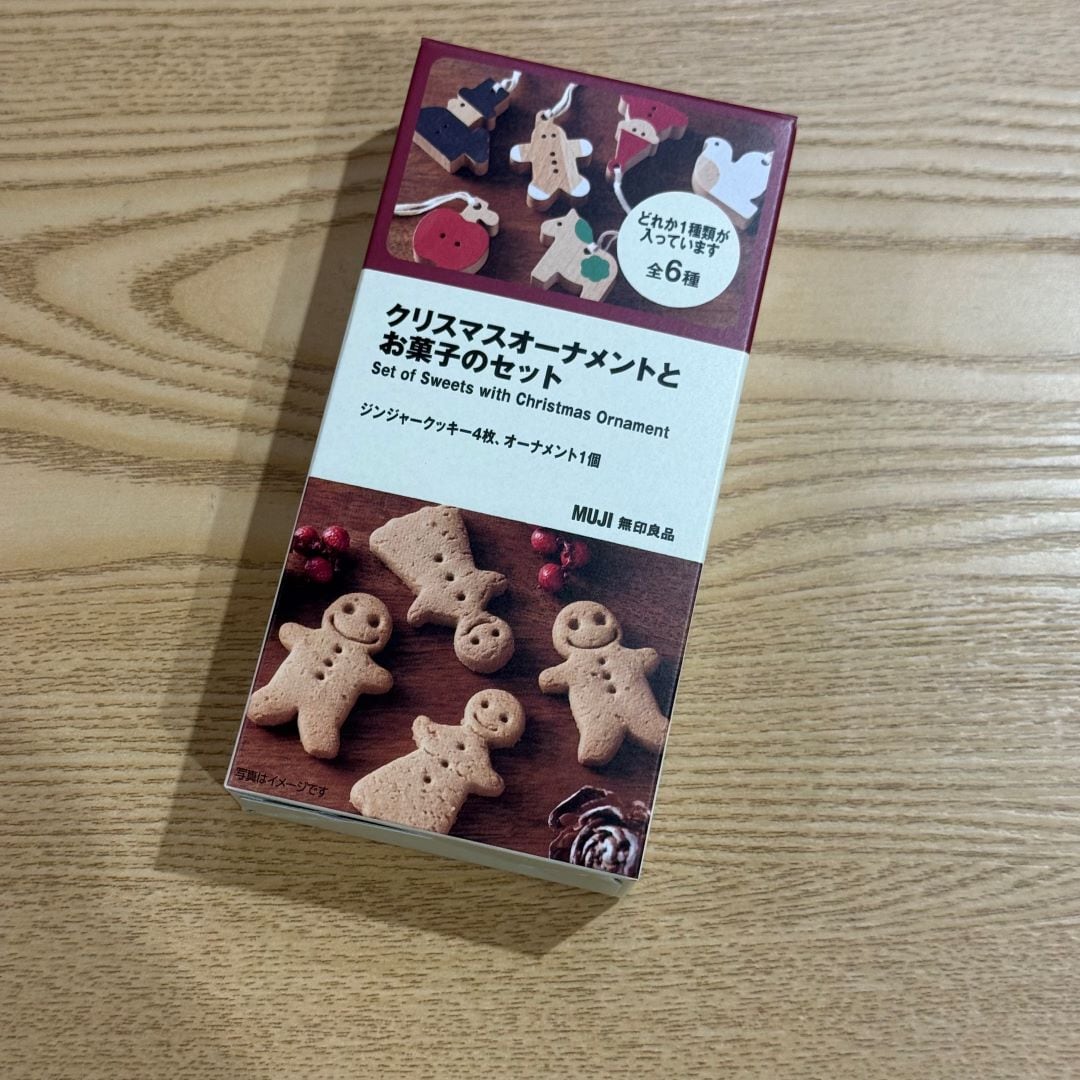 どれか1種類が
入っています
全6種
クリスマスオーナメントと
お菓子のセット
Set of Sweets with Christmas Ornament
ジンジャークッキー4枚、オーナメント1個
MUJI 無印良品
写真はイメージです